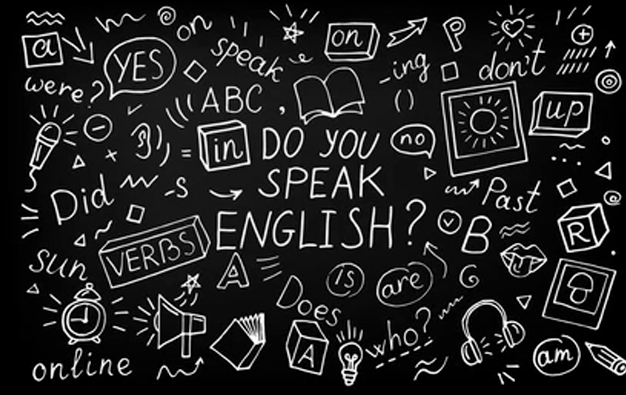 a
YES
on
speak
on
P
-ing
don't
were?
ABC ,
()
up
in
DO YOU
no
SPEAK
ENGLISH?
Did
-s
=
+
Past
VERBS
B
R
sun
A
is
are
G
Does
A
who?
am
online